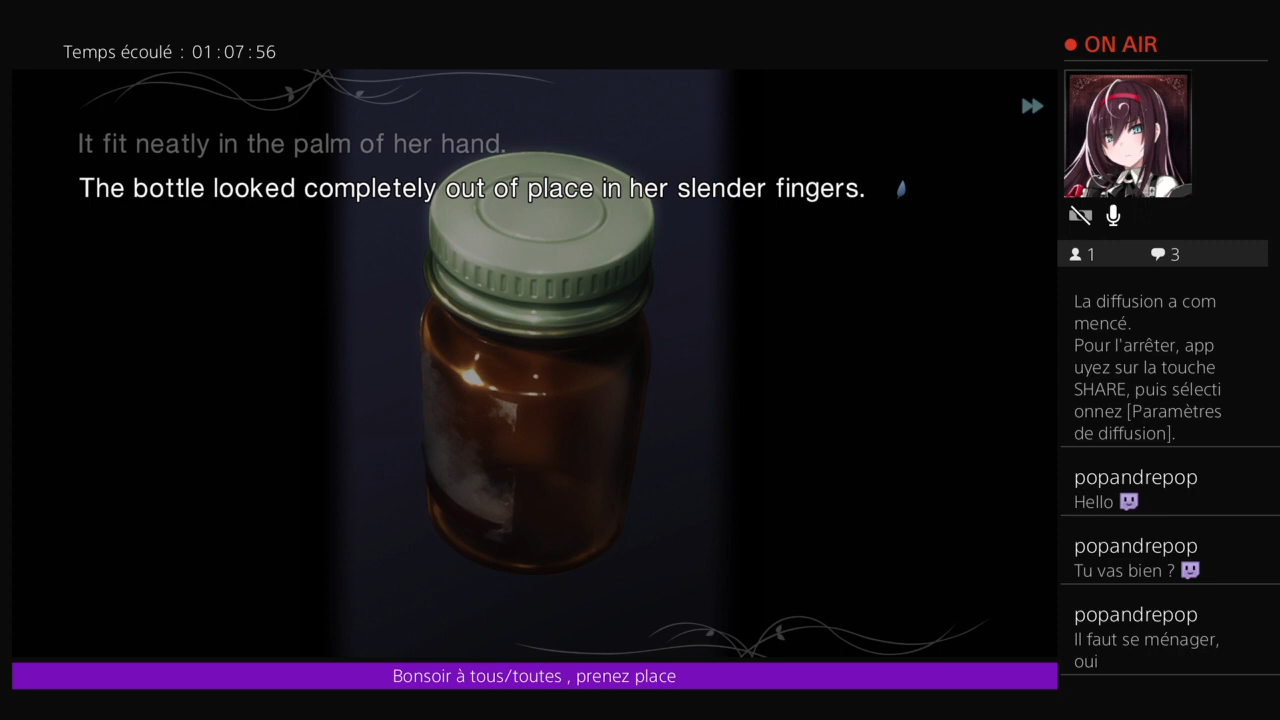 Temps écoulé : 01:07:56
It fit neatly in the palm of her hand.
The bottle looked completely out of place in her slender fingers.
Bonsoir à tous/toutes , prenez place
ON AIR
1 3
La diffusion a com
mencé.
Pour l'arrêter, app
uyez sur la touche
SHARE, puis sélecti
onnez [Paramètres
de diffusion].
popandrepop
Hello
popandrepop
Tu vas bien ?
popandrepop
Il faut se ménager,
oui